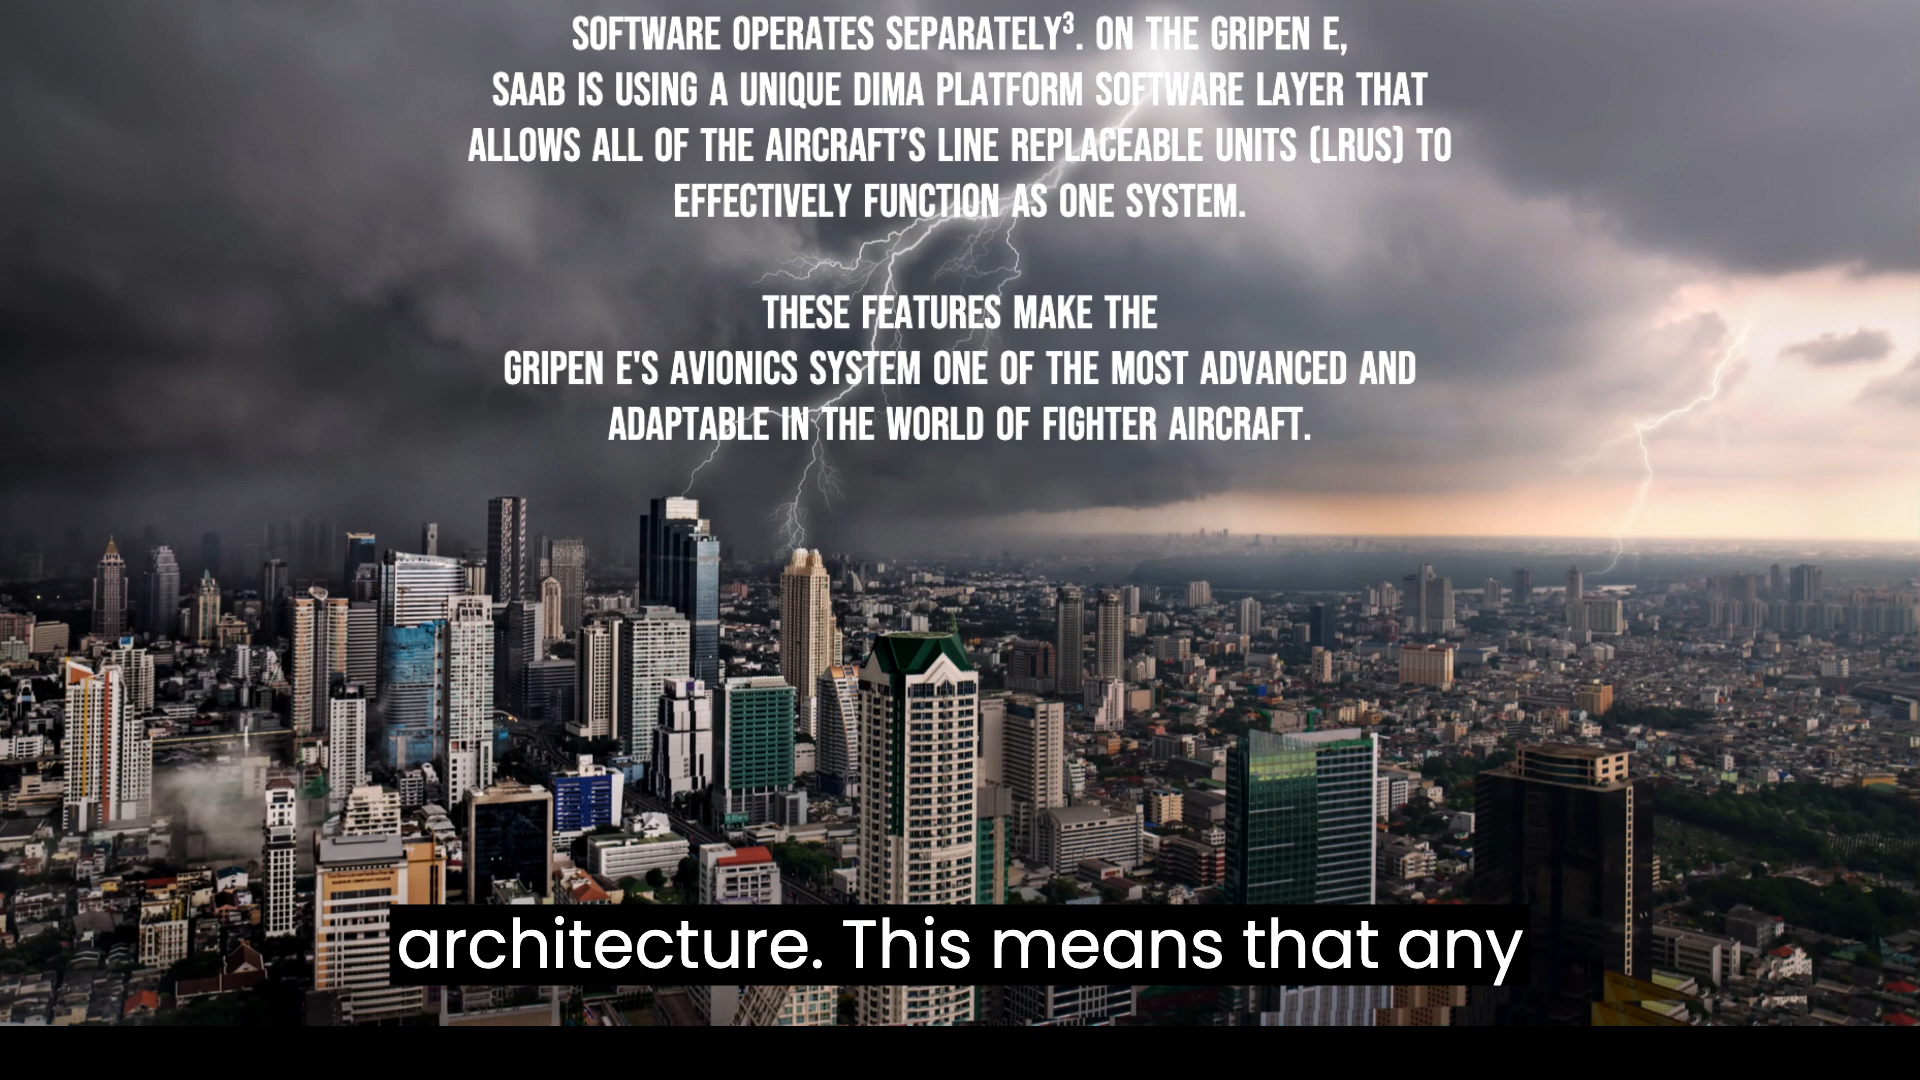 SOFTWARE OPERATES SEPARATELY³. ON THE GRIPEN E,
SAAB IS USING A UNIQUE DIMA PLATFORM SOFTWARE LAYER THAT
ALLOWS ALL OF THE AIRCRAFT’S LINE REPLACEABLE UNITS (LRUS) TO
EFFECTIVELY FUNCTION AS ONE SYSTEM.
THESE FEATURES MAKE THE
GRIPEN E'S AVIONICS SYSTEM ONE OF THE MOST ADVANCED AND
ADAPTABLE IN THE WORLD OF FIGHTER AIRCRAFT.
architecture. This means that any